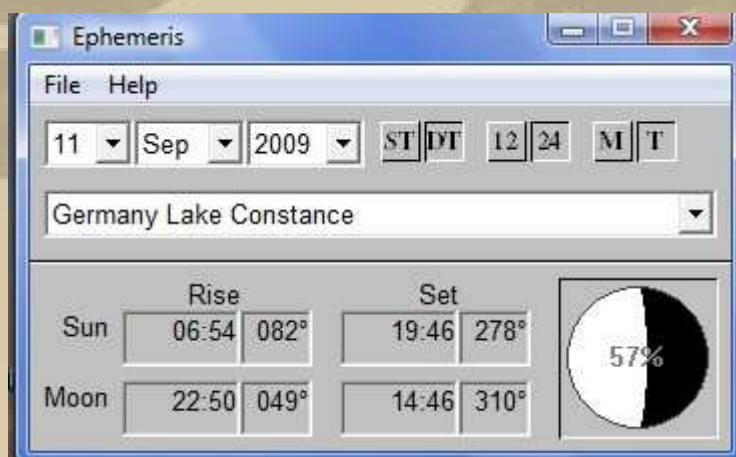 Ephemeris
File Help
11 Sep 2009 ST DT 12 24 M T
Germany Lake Constance
Rise Set
Sun 06:54 082° 19:46 278°
57%
Moon 22:50 049° 14:46 310°